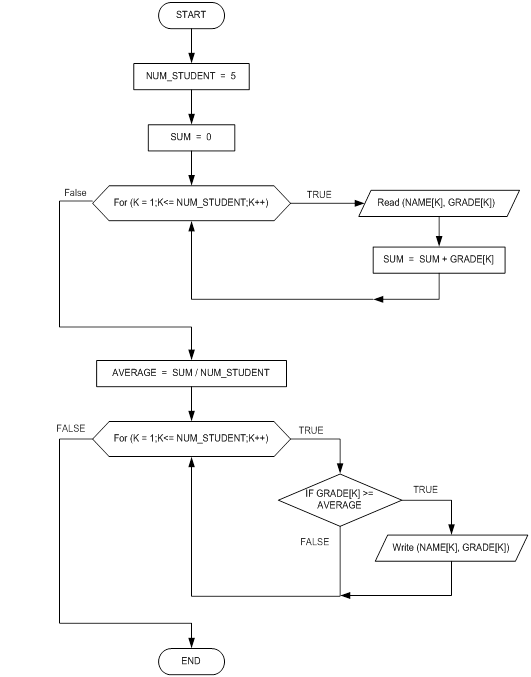 START
NUM_STUDENT = 5
SUM = 0
False
For (K = 1;K<= NUM_STUDENT;K++)
TRUE
Read (NAME[K], GRADE[K])
SUM = SUM + GRADE[K]
AVERAGE = SUM / NUM_STUDENT
FALSE
For (K = 1;K<= NUM_STUDENT;K++)
TRUE
IF GRADE[K] >=
AVERAGE
TRUE
FALSE
Write (NAME[K], GRADE[K])
END